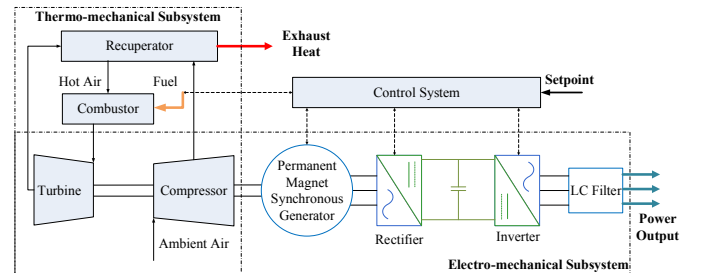 Thermo-mechanical Subsystem
Recuperator
Exhaust
Heat
Hot Air
Fuel
Combustor
Control System
Setpoint
Turbine
Compressor
Permanent
Magnet
Synchronous
Generator
LC Filter
Rectifier
Inverter
Power
Output
Ambient Air
Electro-mechanical Subsystem